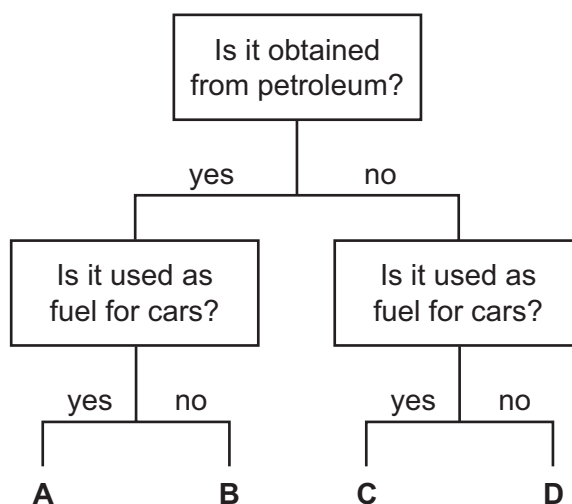 Is it obtained
from petroleum?
yes no
Is it used as
fuel for cars?
Is it used as
fuel for cars?
yes no
yes no
A B C D